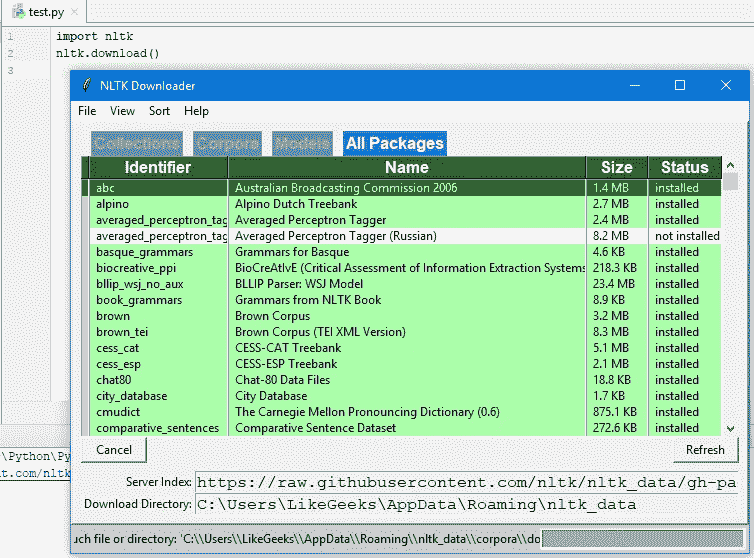 test.py
1 import nltk
2 nltk.download()
3
NLTK Downloader
File View Sort Help
Collections Corpora Models All Packages
Identifier Name Size Status
abc Australian Broadcasting Commission 2006 1.4 MB installed
alpino Alpino Dutch Treebank 2.7 MB installed
averaged_perceptron_tag Averaged Perceptron Tagger 2.4 MB installed
averaged_perceptron_tag Averaged Perceptron Tagger (Russian) 8.2 MB not installed
basque_grammars Grammars for Basque 4.6 KB installed
biocreative_ppi BioCreAtIvE (Critical Assessment of Information Extraction Systems 218.3 KB installed
bllip_wsj_no_aux BLLIP Parser: WSJ Model 23.4 MB installed
book_grammars Grammars from NLTK Book 8.9 KB installed
brown Brown Corpus 3.2 MB installed
brown_tei Brown Corpus (TEI XML Version) 8.3 MB installed
cess_cat CESS-CAT Treebank 5.1 MB installed
cess_esp CESS-ESP Treebank 2.1 MB installed
chat80 Chat-80 Data Files 18.8 KB installed
city_database City Database 1.7 KB installed
cmudict The Carnegie Mellon Pronouncing Dictionary (0.6) 875.1 KB installed
comparative_sentences Comparative Sentence Dataset 272.6 KB installed
Cancel Refresh
\Python\Py
nt.com/nltk
Server Index: https://raw.githubusercontent.com/nltk/nltk_data/gh-pa
Download Directory: C:\Users\LikeGeeks\AppData\Roaming\nltk_data
uch file or directory: 'C:\\Users\\LikeGeeks\\AppData\\Roaming\\nltk_data\\corpora\\do